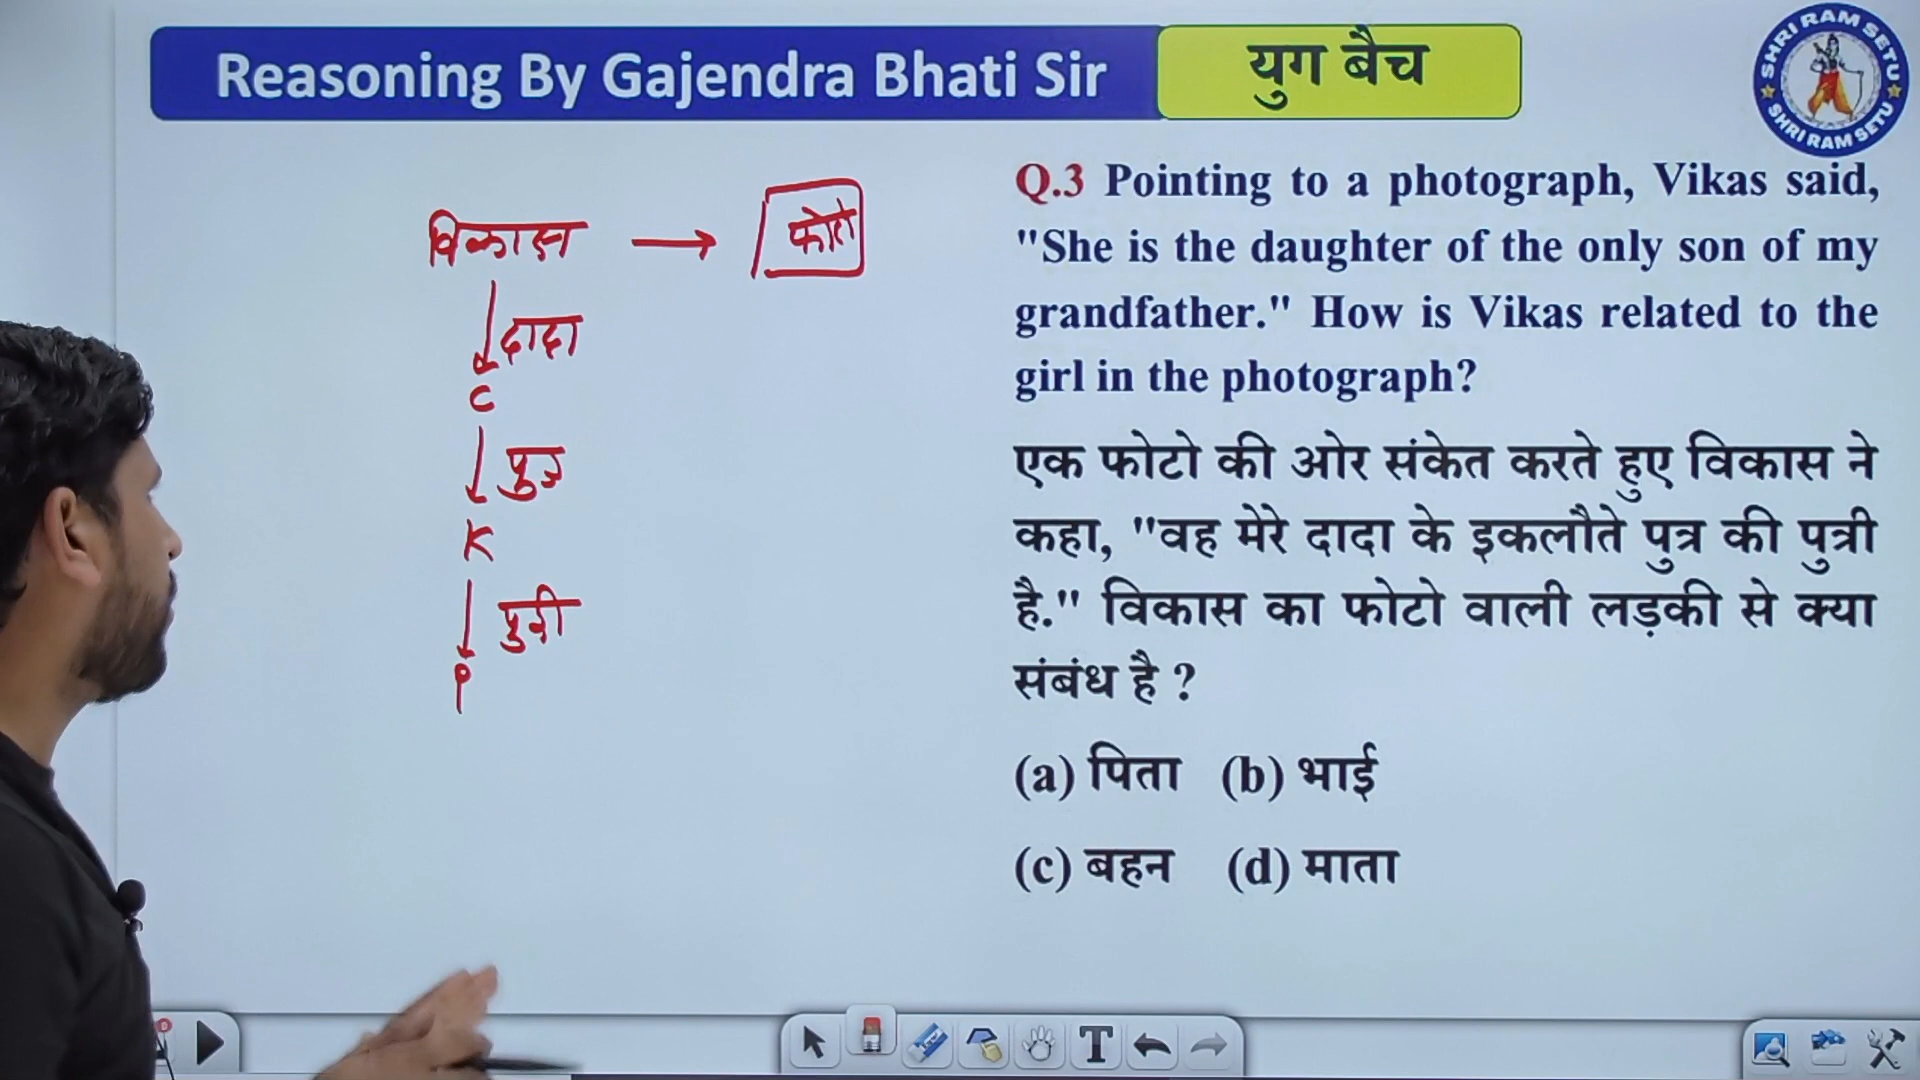 Reasoning By Gajendra Bhati Sir
युग बैच
SHRI RAM SETU
SHRI RAM SETU
विकास → फोटो
दादा
C
पुत्र
K
पुत्री
P
Q.3 Pointing to a photograph, Vikas said,
"She is the daughter of the only son of my
grandfather." How is Vikas related to the
girl in the photograph?
एक फोटो की ओर संकेत करते हुए विकास ने
कहा, "वह मेरे दादा के इकलौते पुत्र की पुत्री
है." विकास का फोटो वाली लड़की से क्या
संबंध है ?
(a) पिता (b) भाई
(c) बहन (d) माता
T